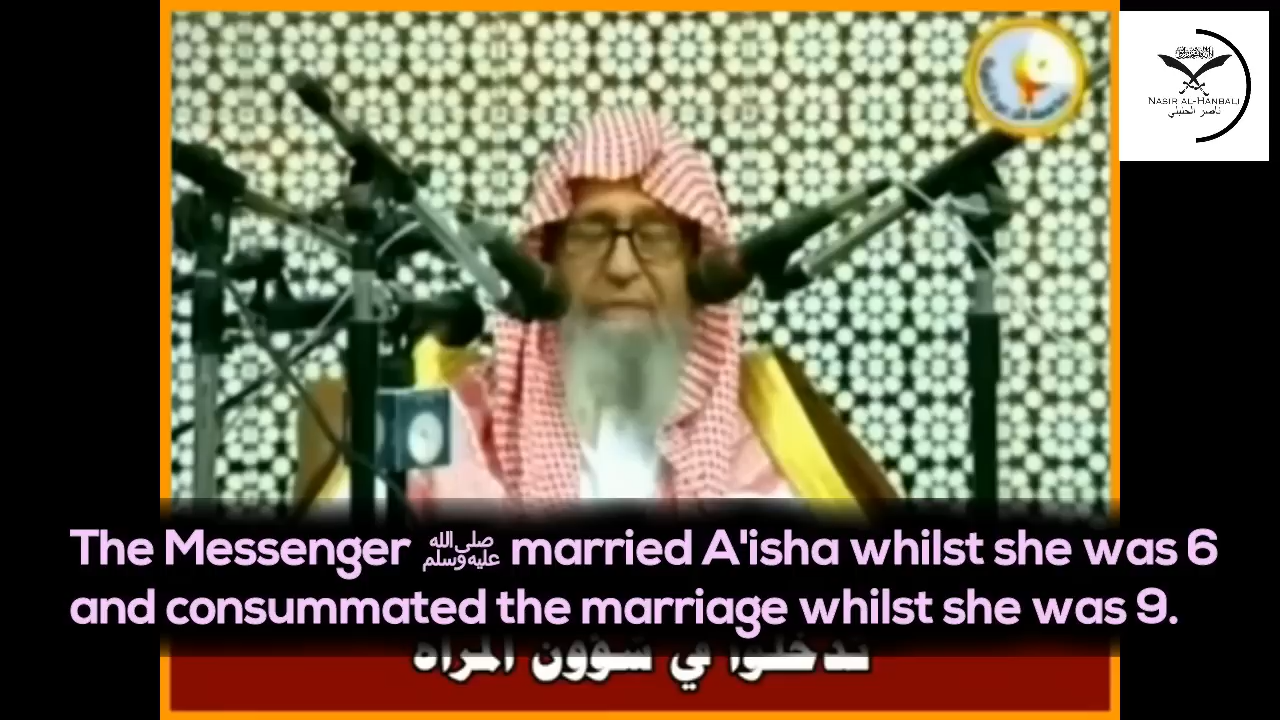 NASIR AL-HANBALI
ناصر الحنبلي
The Messenger ﷺ married A'isha whilst she was 6
and consummated the marriage whilst she was 9.
تدخلوا في شؤون المرأة